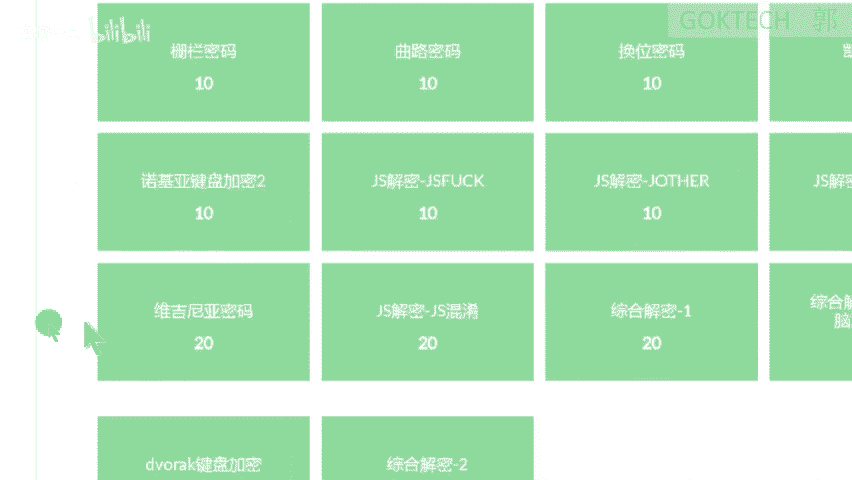 bilibili
GOKTECH 郭
栅栏密码
10
曲路密码
10
换位密码
10
诺基亚键盘加密2
10
JS解密-JSFUCK
10
JS解密-JOTHER
10
JS解
维吉尼亚密码
20
JS解密-JS混淆
20
综合解密-1
20
综合解
脑
dvorak键盘加密
综合解密-2